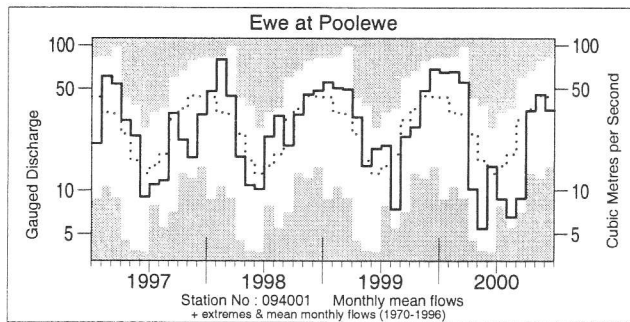 Ewe at Poolewe
100
50
10
5
Gauged Discharge
100
50
10
5
Cubic Metres per Second
1997 1998 1999 2000
Station No : 094001 Monthly mean flows
+ extremes & mean monthly flows (1970-1996)